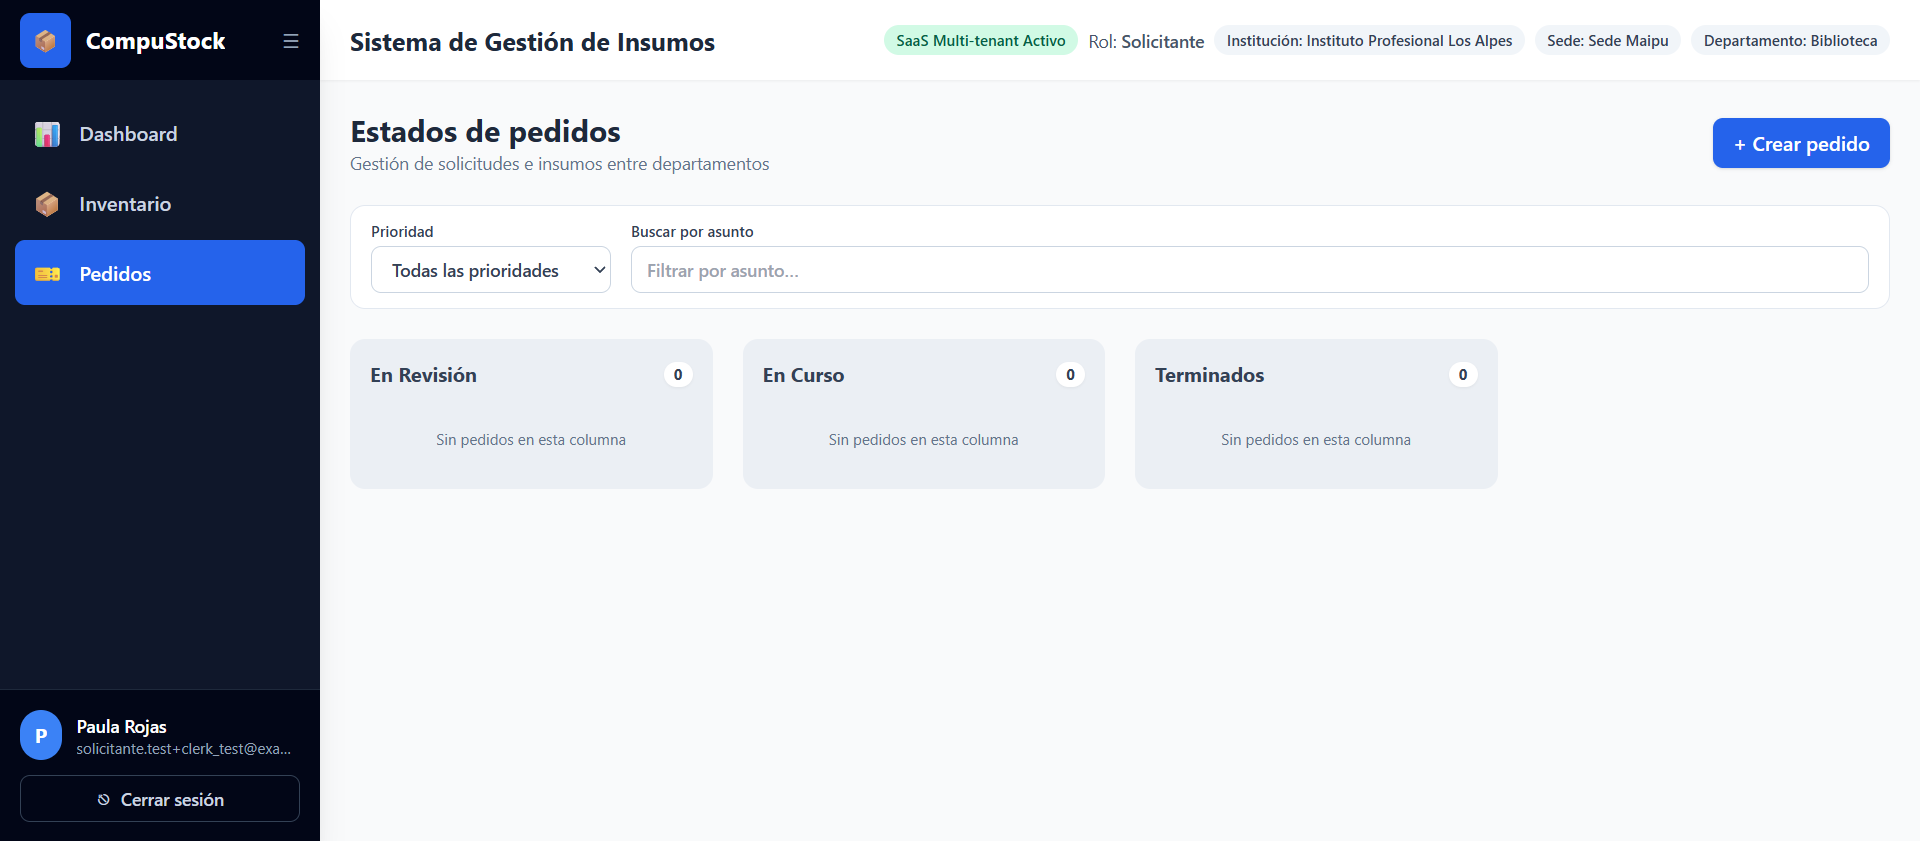 CompuStock
Sistema de Gestión de Insumos
SaaS Multi-tenant Activo
Rol: Solicitante
Institución: Instituto Profesional Los Alpes
Sede: Sede Maipu
Departamento: Biblioteca
Dashboard
Inventario
Pedidos
Estados de pedidos
Gestión de solicitudes e insumos entre departamentos
+ Crear pedido
Prioridad
Todas las prioridades
Buscar por asunto
Filtrar por asunto...
En Revisión
0
Sin pedidos en esta columna
En Curso
0
Sin pedidos en esta columna
Terminados
0
Sin pedidos en esta columna
P
Paula Rojas
solicitante.test+clerk_test@exa...
Cerrar sesión